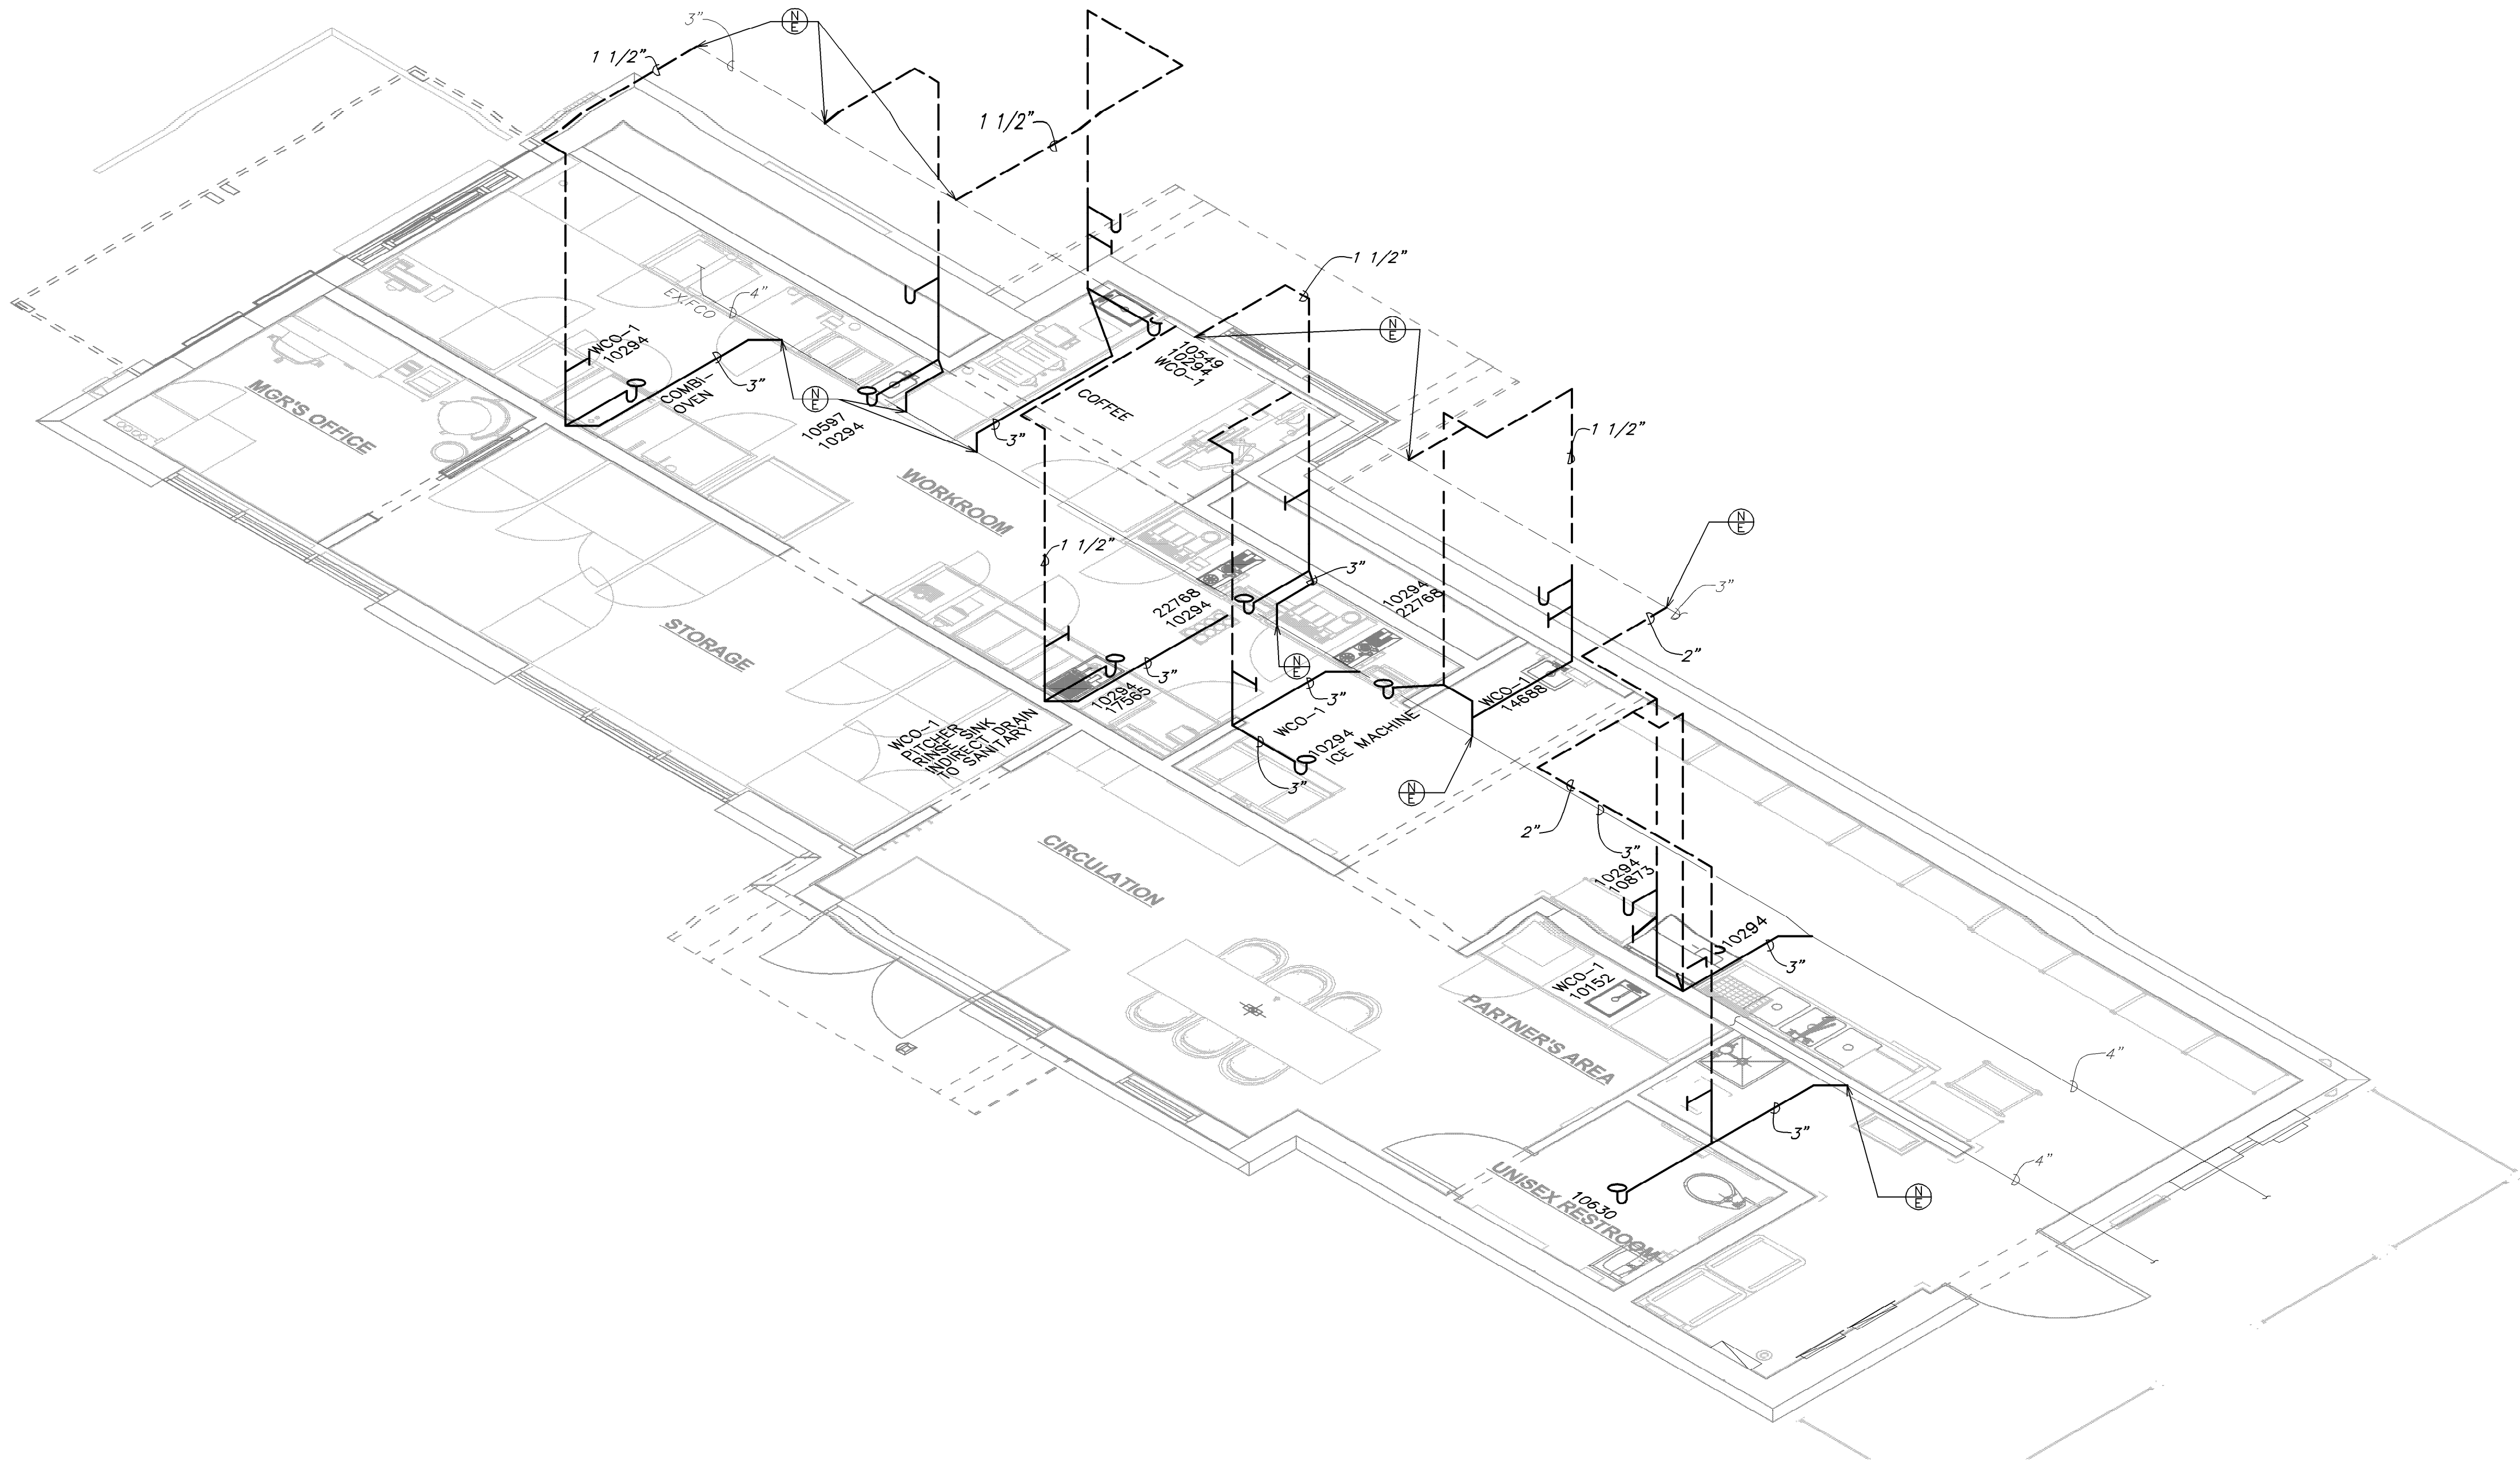 3"
N
E
1 1/2"
1 1/2"
1 1/2"
EX.FCO
4"
N
E
WCO-1
10294
3"
COMBI-
OVEN
N
E
10549
10294
WCO-1
COFFEE
MGR'S OFFICE
10597
10294
3"
1 1/2"
WORKROOM
N
E
1 1/2"
3"
10294
22768
3"
22768
10294
2"
STORAGE
N
E
3"
10294
17565
3"
WCO-1
14688
WCO-1
PITCHER
RINSE SINK
INDIRECT DRAIN
TO SANITARY
WCO-1
10294
ICE MACHINE
3"
N
E
2"
3"
CIRCULATION
10294
10873
10294
3"
WCO-1
10152
PARTNER'S AREA
4"
3"
4"
UNISEX RESTROOM
10630
N
E